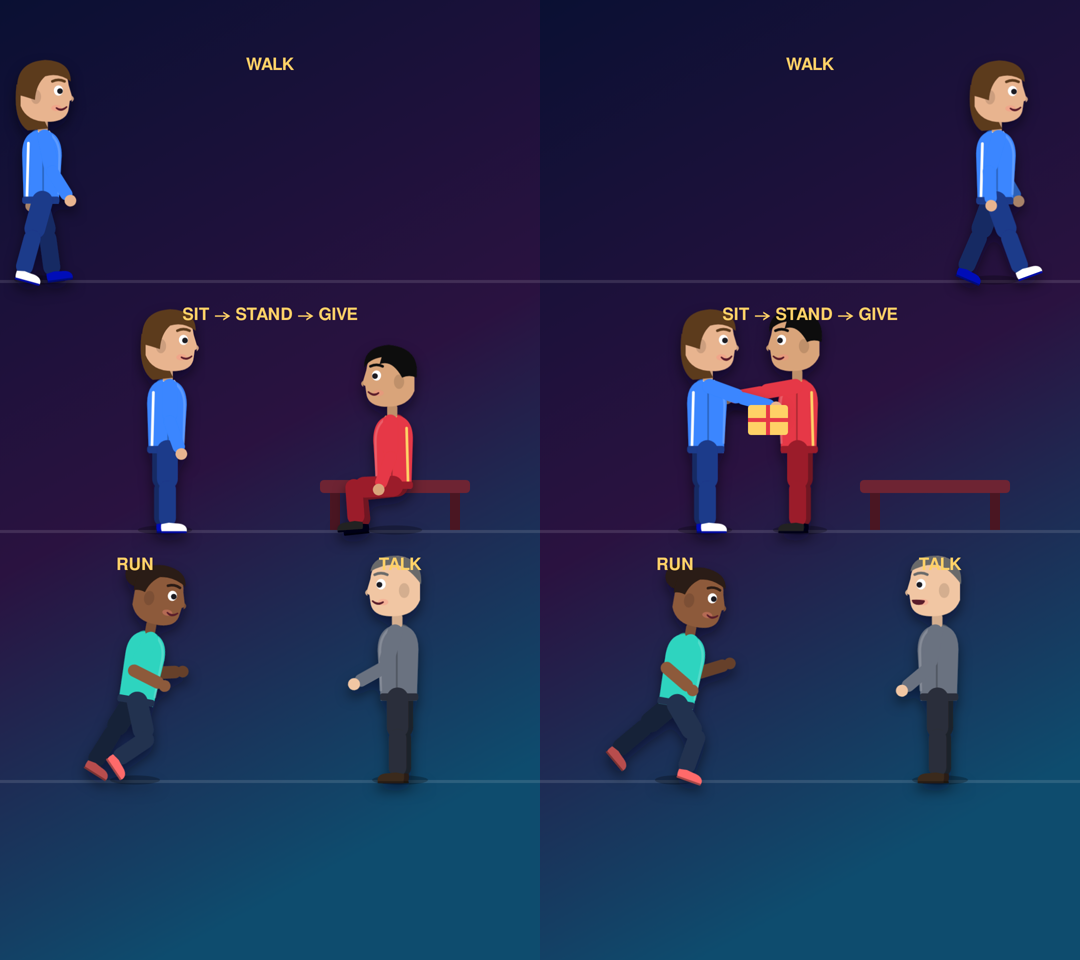 WALK
WALK
SIT → STAND → GIVE
SIT → STAND → GIVE
RUN
TALK
RUN
TALK